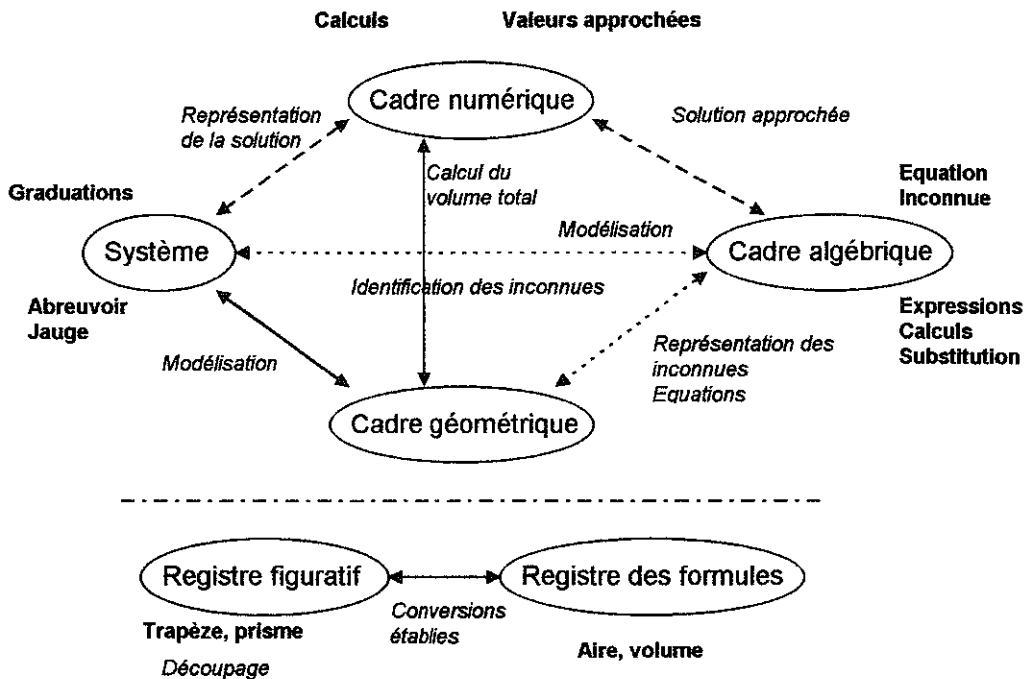 Calculs
Valeurs approchées
Cadre numérique
Représentation
de la solution
Solution approchée
Graduations
Calcul du
volume total
Equation
Inconnue
Système
Modélisation
Cadre algébrique
Identification des inconnues
Abreuvoir
Jauge
Expressions
Calculs
Substitution
Modélisation
Représentation des
inconnues
Equations
Cadre géométrique
Registre figuratif
Registre des formules
Conversions
établies
Trapèze, prisme
Découpage
Aire, volume